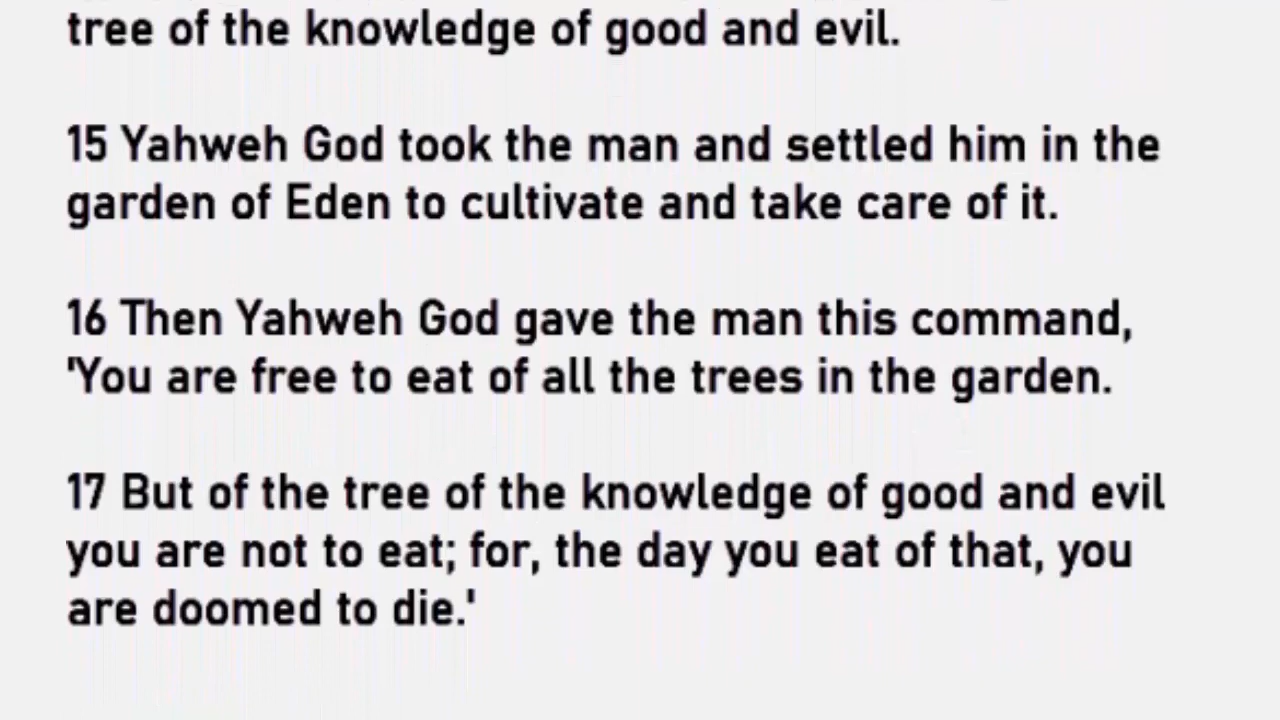 tree of the knowledge of good and evil.
15 Yahweh God took the man and settled him in the
garden of Eden to cultivate and take care of it.
16 Then Yahweh God gave the man this command,
'You are free to eat of all the trees in the garden.
17 But of the tree of the knowledge of good and evil
you are not to eat; for, the day you eat of that, you
are doomed to die.'